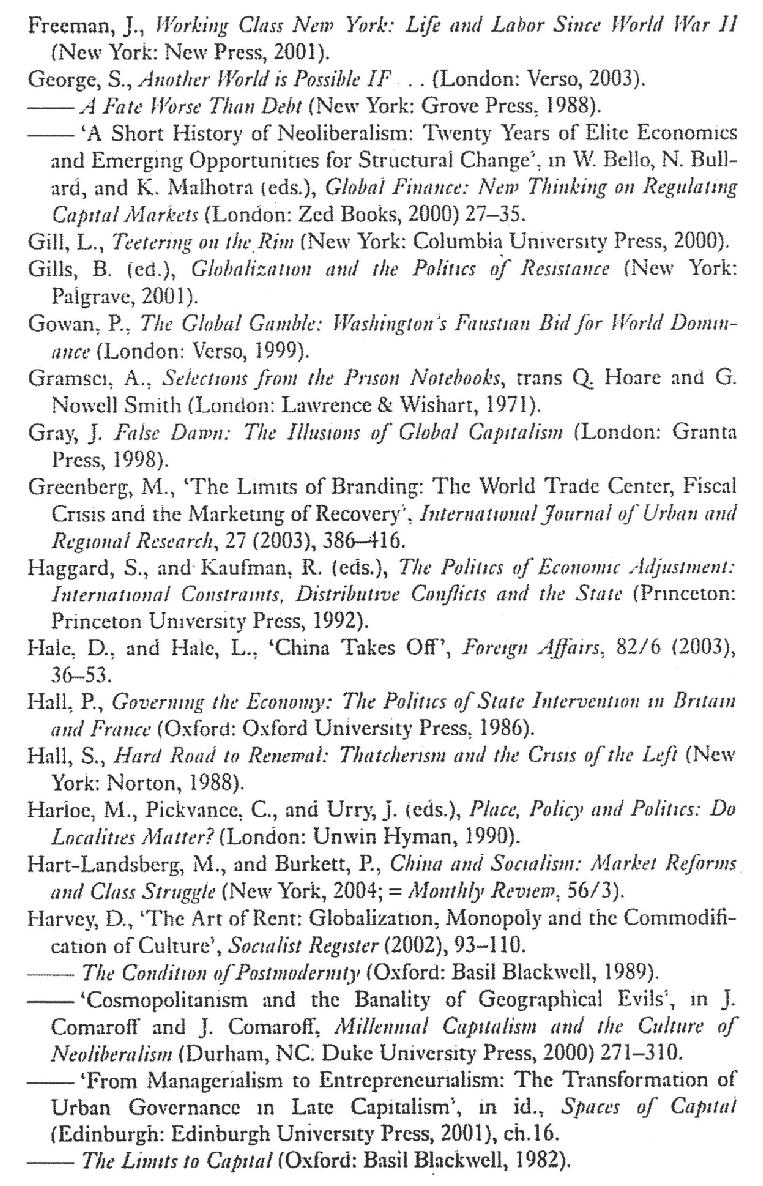 Freeman, J., Working Class New York: Life and Labor Since World War II
(New York: New Press, 2001).
George, S., Another World is Possible IF . . (London: Verso, 2003).
—— A Fate Worse Than Debt (New York: Grove Press, 1988).
—— ‘A Short History of Neoliberalism: Twenty Years of Elite Economics
and Emerging Opportunities for Structural Change’, in W. Bello, N. Bull-
ard, and K. Malhotra (eds.), Global Finance: New Thinking on Regulating
Capital Markets (London: Zed Books, 2000) 27–35.
Gill, L., Teetering on the Rim (New York: Columbia University Press, 2000).
Gills, B. (ed.), Globalization and the Politics of Resistance (New York:
Palgrave, 2001).
Gowan, P., The Global Gamble: Washington's Faustian Bid for World Domin-
ance (London: Verso, 1999).
Gramsci, A., Selections from the Prison Notebooks, trans Q. Hoare and G.
Nowell Smith (London: Lawrence & Wishart, 1971).
Gray, J. False Dawn: The Illusions of Global Capitalism (London: Granta
Press, 1998).
Greenberg, M., ‘The Limits of Branding: The World Trade Center, Fiscal
Crisis and the Marketing of Recovery’, International Journal of Urban and
Regional Research, 27 (2003), 386–416.
Haggard, S., and Kaufman, R. (eds.), The Politics of Economic Adjustment:
International Constraints, Distributive Conflicts and the State (Princeton:
Princeton University Press, 1992).
Hale, D., and Hale, L., ‘China Takes Off’, Foreign Affairs, 82/6 (2003),
36–53.
Hall, P., Governing the Economy: The Politics of State Intervention in Britain
and France (Oxford: Oxford University Press, 1986).
Hall, S., Hard Road to Renewal: Thatcherism and the Crisis of the Left (New
York: Norton, 1988).
Harloe, M., Pickvance, C., and Urry, J. (eds.), Place, Policy and Politics: Do
Localities Matter? (London: Unwin Hyman, 1990).
Hart-Landsberg, M., and Burkett, P., China and Socialism: Market Reforms
and Class Struggle (New York, 2004; = Monthly Review, 56/3).
Harvey, D., ‘The Art of Rent: Globalization, Monopoly and the Commodifi-
cation of Culture’, Socialist Register (2002), 93–110.
—— The Condition of Postmodernity (Oxford: Basil Blackwell, 1989).
—— ‘Cosmopolitanism and the Banality of Geographical Evils’, in J.
Comaroff and J. Comaroff, Millennial Capitalism and the Culture of
Neoliberalism (Durham, NC: Duke University Press, 2000) 271–310.
—— ‘From Managerialism to Entrepreneurialism: The Transformation of
Urban Governance in Late Capitalism’, in id., Spaces of Capital
(Edinburgh: Edinburgh University Press, 2001), ch.16.
—— The Limits to Capital (Oxford: Basil Blackwell, 1982).